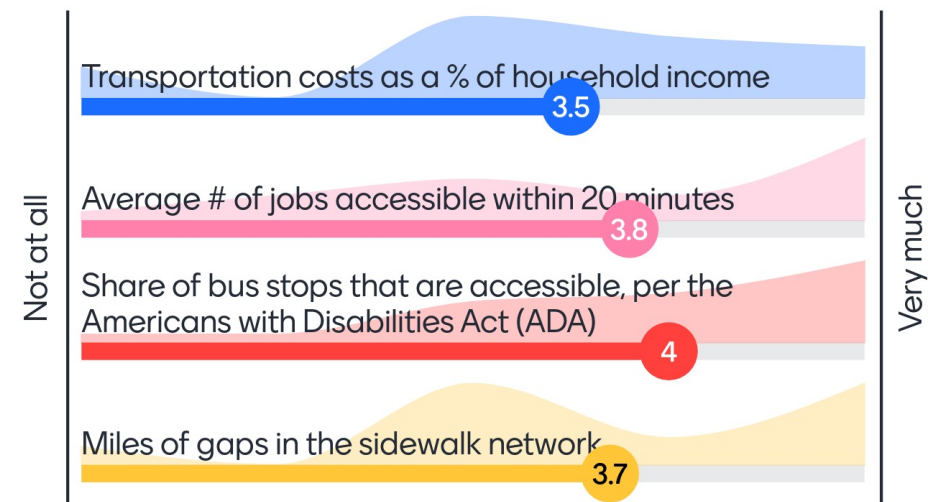 Transportation costs as a % of household income
3.5
Not at all
Average # of jobs accessible within 20 minutes
3.8
Very much
Share of bus stops that are accessible, per the
Americans with Disabilities Act (ADA)
4
Miles of gaps in the sidewalk network
3.7